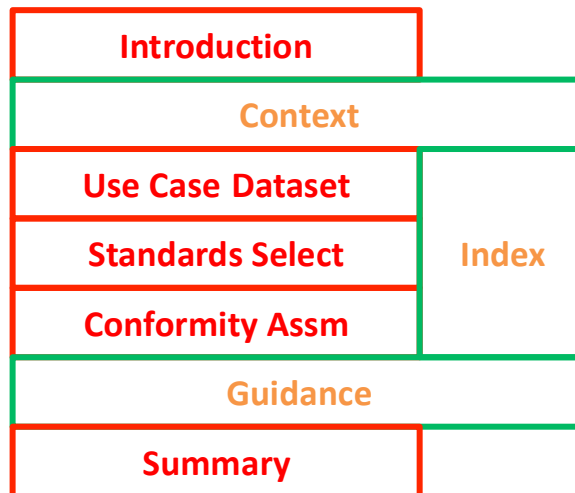 Introduction
Context
Use Case Dataset
Standards Select
Index
Conformity Assm
Guidance
Summary